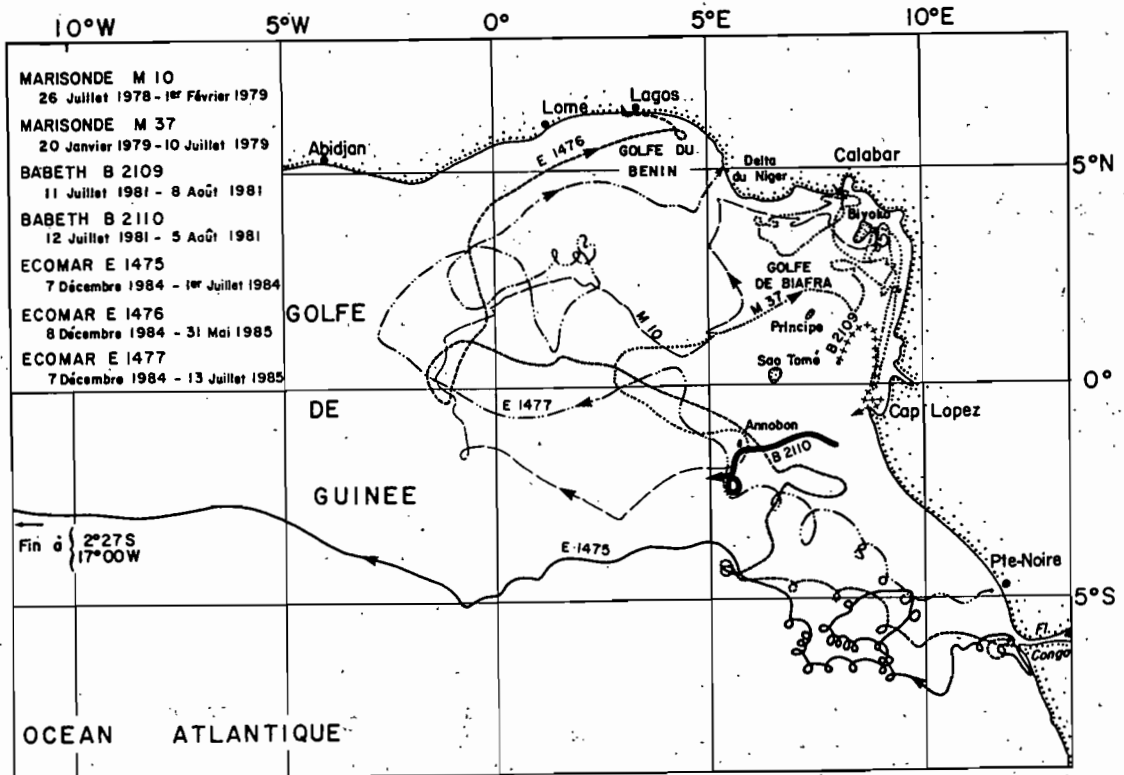 10°W 5°W 0° 5°E 10°E
MARISONDE M 10
26 Juillet 1978 - 1er Février 1979
MARISONDE M 37
20 Janvier 1979 - 10 Juillet 1979
BABETH B 2109
11 Juillet 1981 - 8 Août 1981
BABETH B 2110
12 Juillet 1981 - 5 Août 1981
ECOMAR E 1475
7 Décembre 1984 - 1er Juillet 1984
ECOMAR E 1476
8 Décembre 1984 - 31 Mai 1985
ECOMAR E 1477
7 Décembre 1984 - 13 Juillet 1985
Abidjan
Lome
Lagos
E 1476
GOLFE DU
BENIN
Delta
du Niger
Calabar
5°N
Biyoko
GOLFE
DE BIAFRA
M 37
M 10
B 2109
Principe
Sao Tomé
GOLFE
0°
E 1477
Cap Lopez
DE
Annobon
B 2110
GUINEE
Fin à { 2°27S
17°00W
E 1475
Pte-Noire
5°S
Fl.
Congo
OCEAN ATLANTIQUE